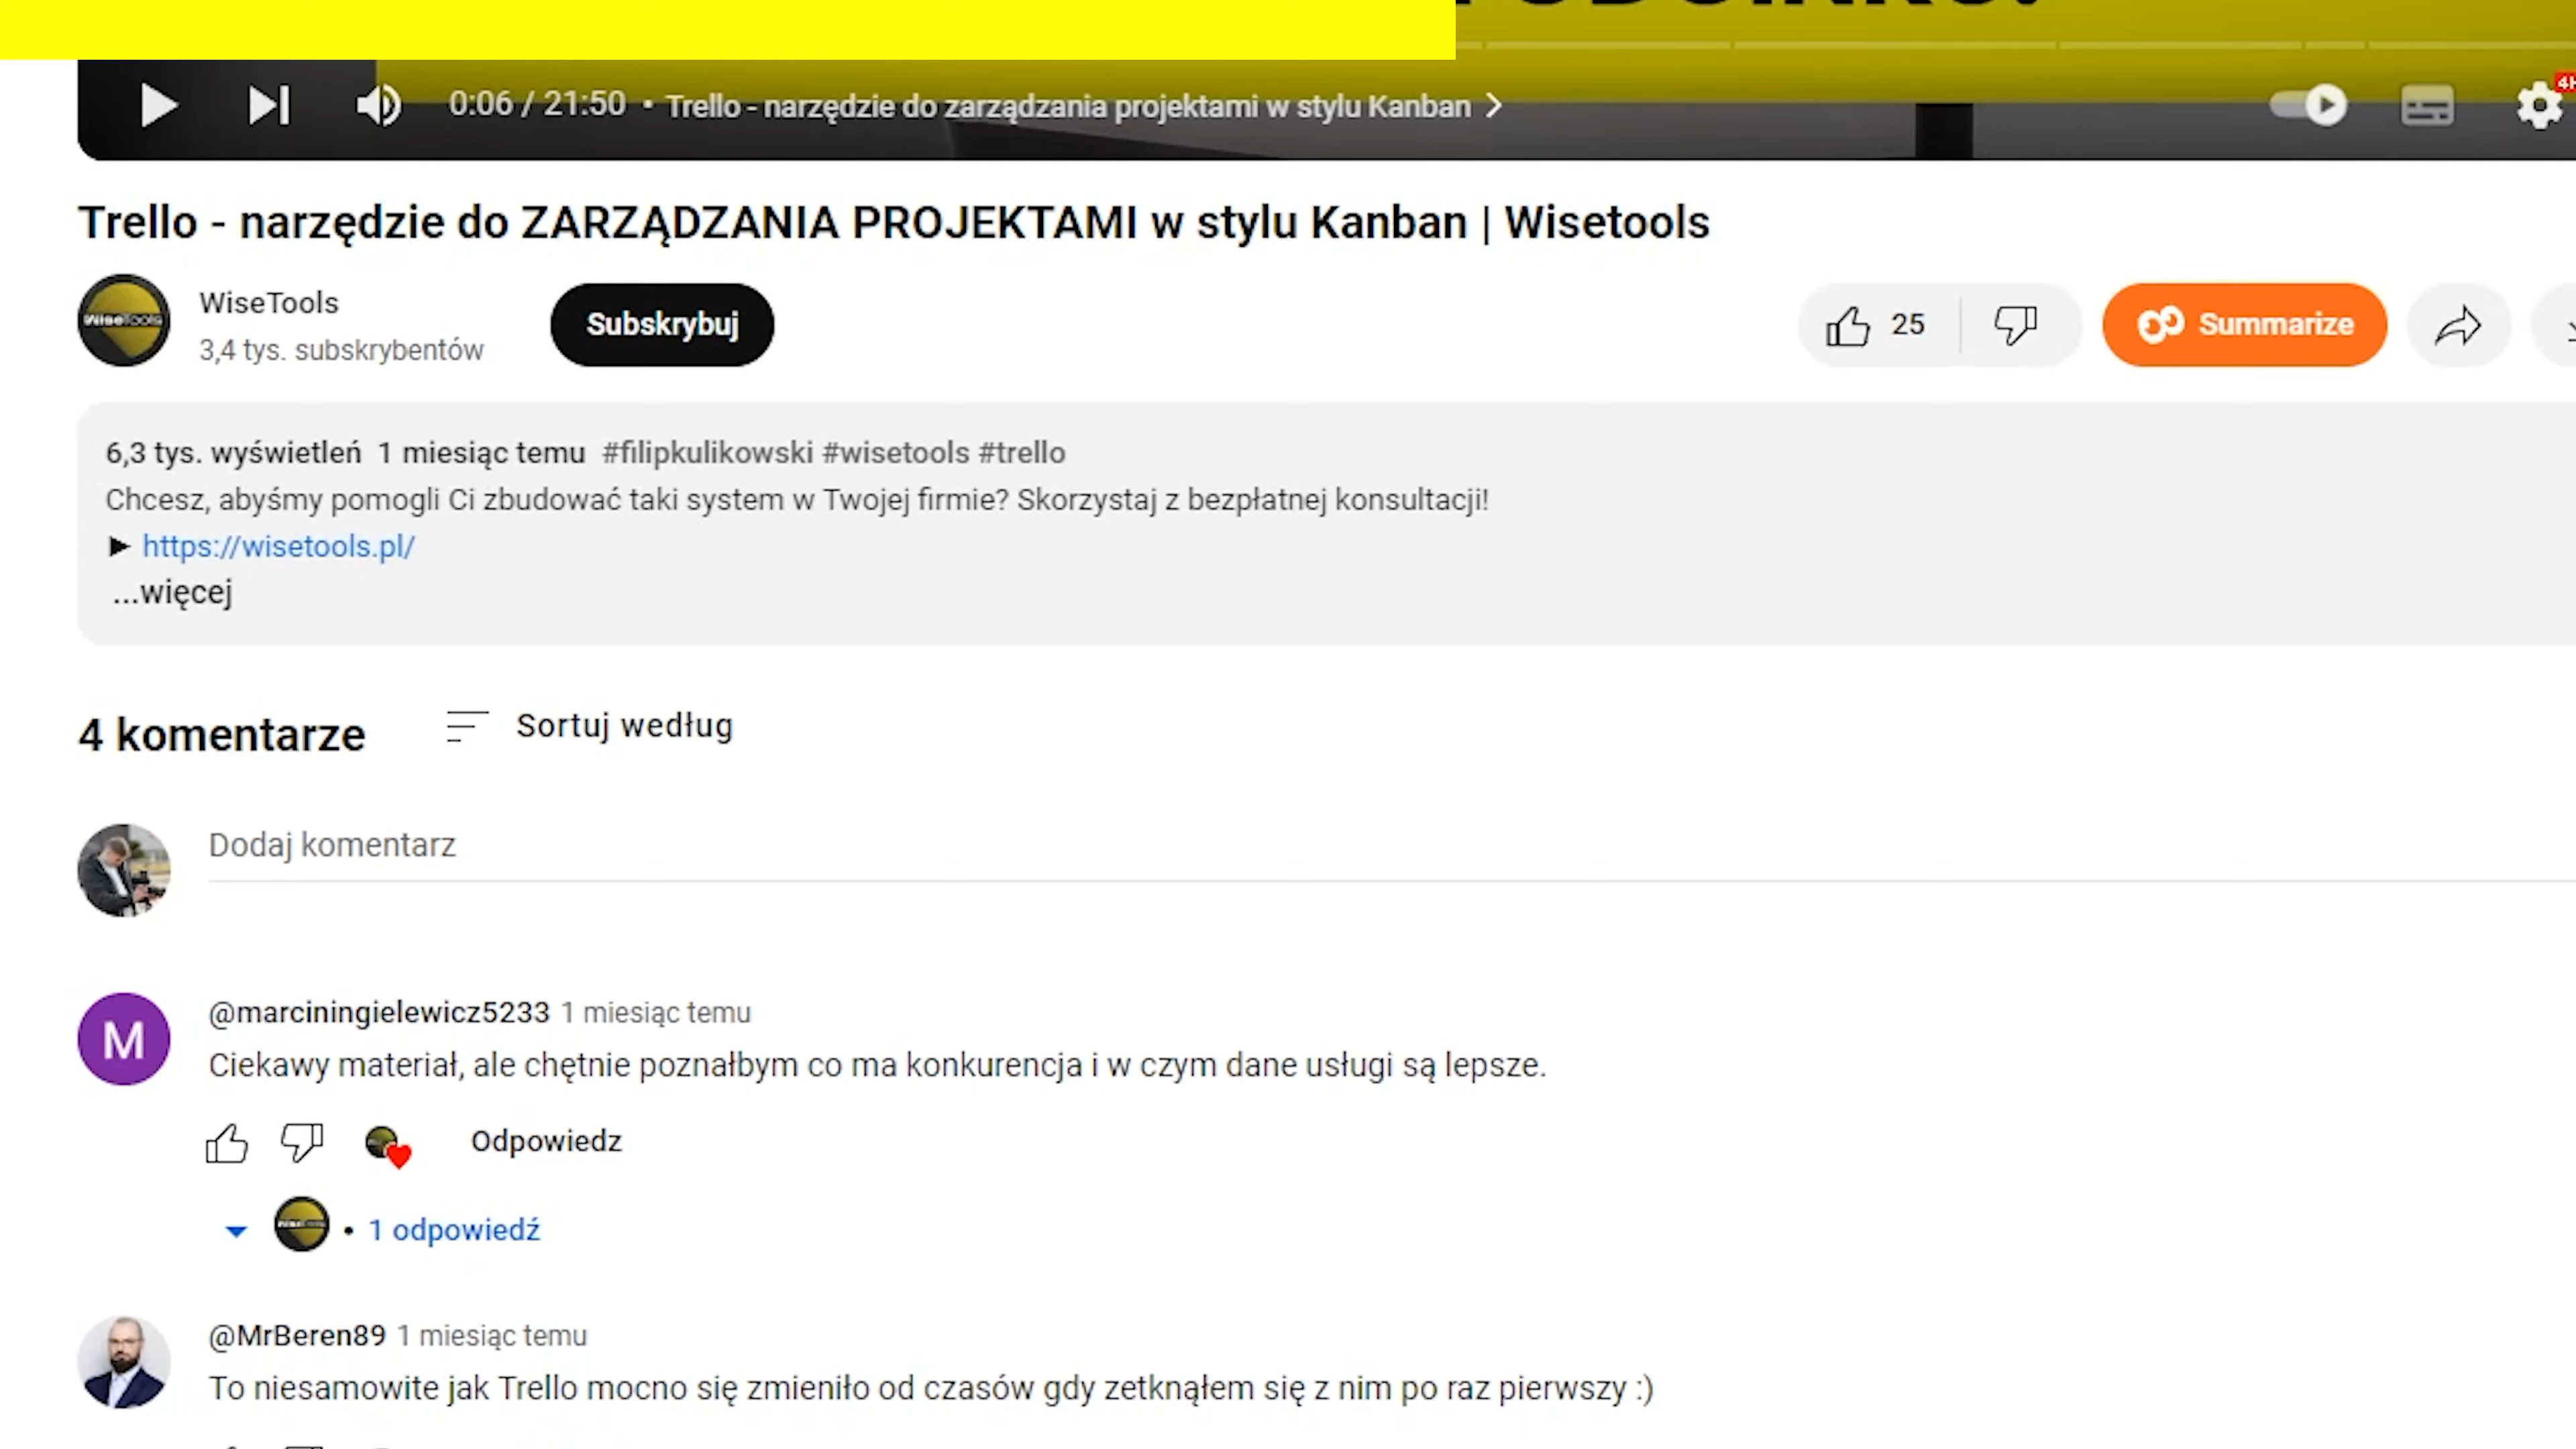 0:06 / 21:50 • Trello - narzędzie do zarządzania projektami w stylu Kanban
Trello - narzędzie do ZARZĄDZANIA PROJEKTAMI w stylu Kanban | Wisetools
WiseTools
3,4 tys. subskrybentów
Subskrybuj
25
Summarize
6,3 tys. wyświetleń 1 miesiąc temu #filipkulikowski #wisetools #trello
Chcesz, abyśmy pomogli Ci zbudować taki system w Twojej firmie? Skorzystaj z bezpłatnej konsultacji!
► https://wisetools.pl/
...więcej
4 komentarze
Sortuj według
Dodaj komentarz
M
@marciningielewicz5233 1 miesiąc temu
Ciekawy materiał, ale chętnie poznałbym co ma konkurencja i w czym dane usługi są lepsze.
Odpowiedz
• 1 odpowiedź
@MrBeren89 1 miesiąc temu
To niesamowite jak Trello mocno się zmieniło od czasów gdy zetknąłem się z nim po raz pierwszy :)